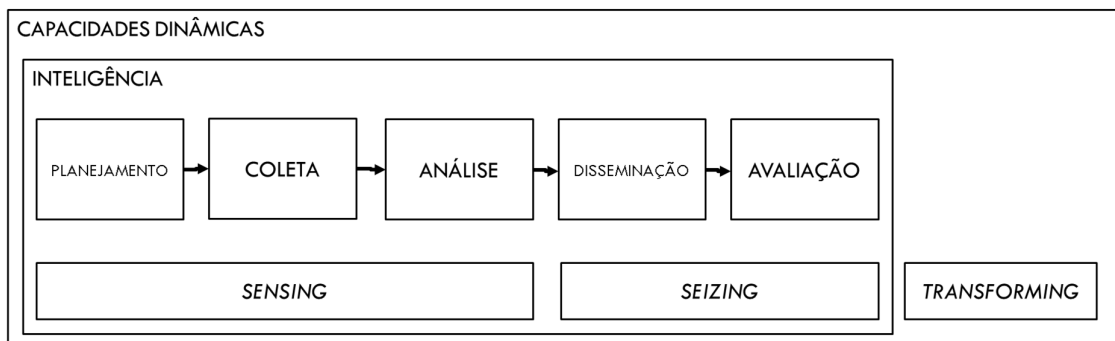 CAPACIDADES DINÂMICAS
INTELIGÊNCIA
PLANEJAMENTO
COLETA
ANÁLISE
DISSEMINAÇÃO
AVALIAÇÃO
SENSING
SEIZING
TRANSFORMING